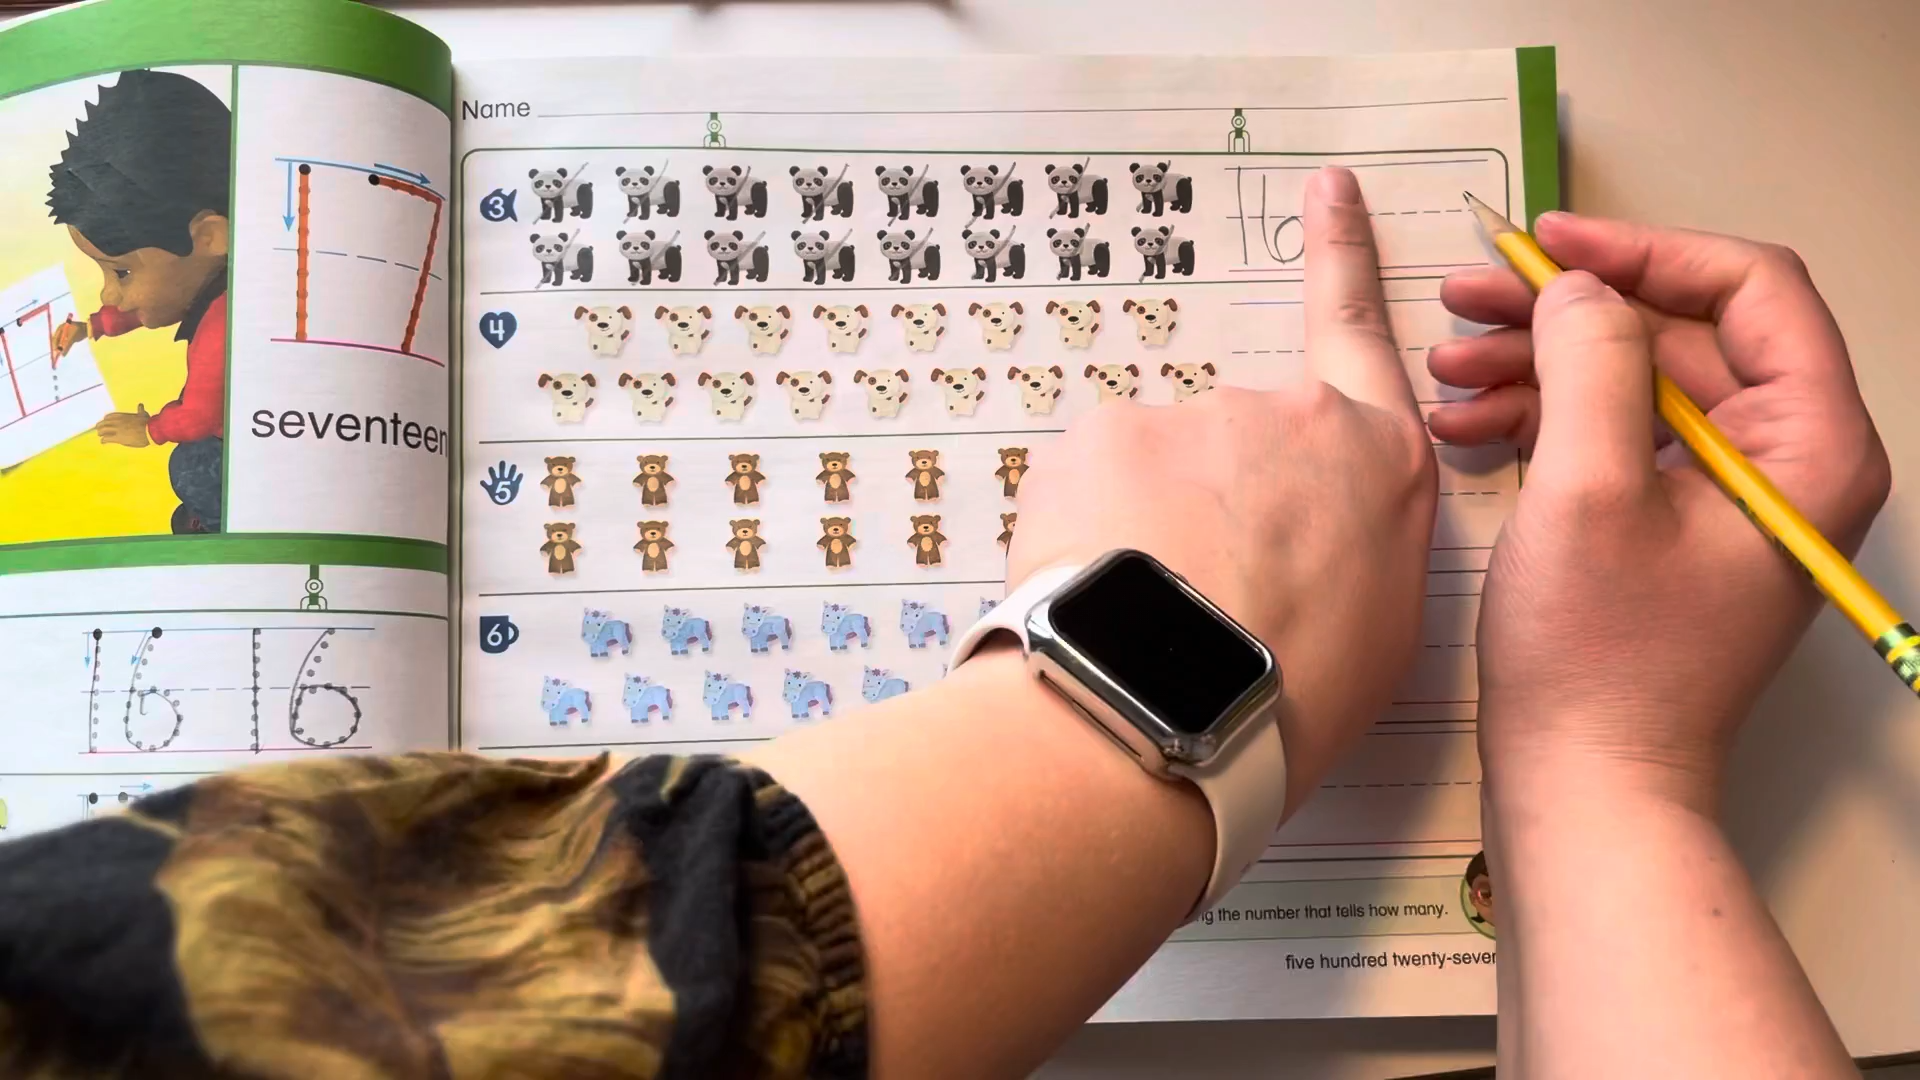 Name
3
16
4
5
6
17
seventeen
16 16
the number that tells how many.
five hundred twenty-seven